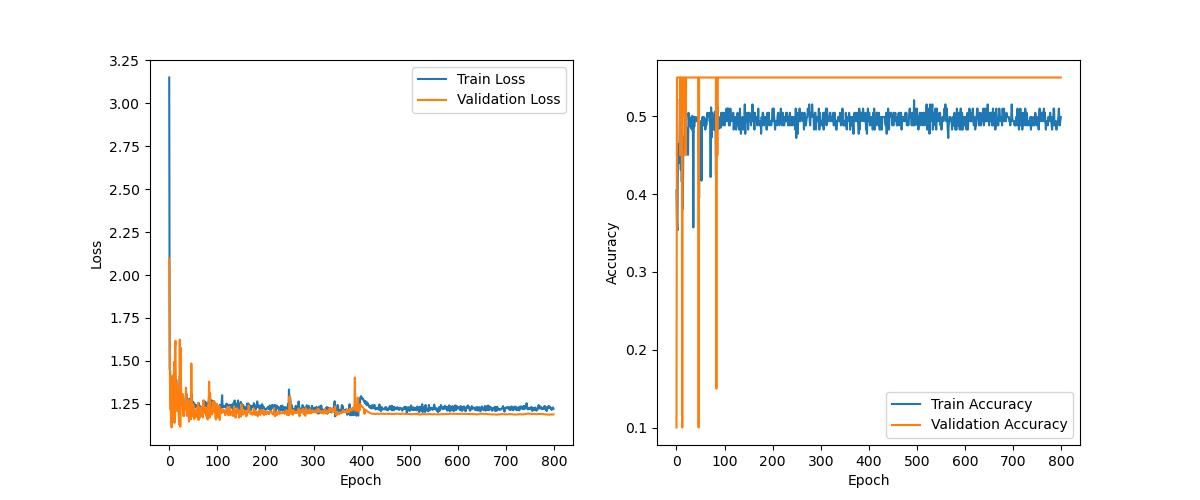 3.25
3.00
2.75
2.50
2.25
2.00
1.75
1.50
1.25
Loss
0 100 200 300 400 500 600 700 800
Epoch
Train Loss
Validation Loss
0.5
0.4
0.3
0.2
0.1
Accuracy
0 100 200 300 400 500 600 700 800
Epoch
Train Accuracy
Validation Accuracy